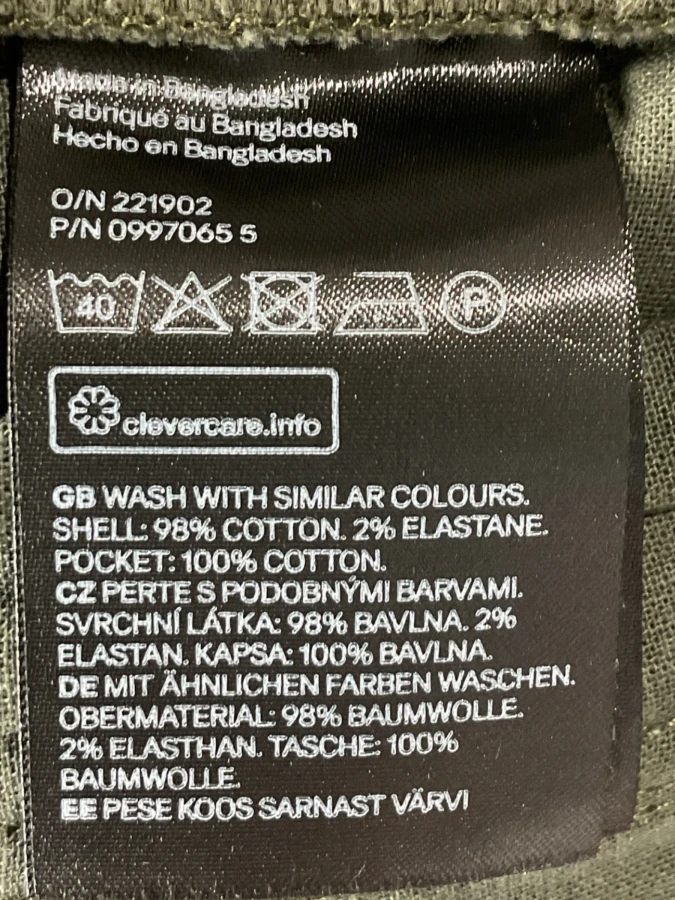 Made in Bangladesh
Fabriqué au Bangladesh
Hecho en Bangladesh
O/N 221902
P/N 0997065 5
40 P
clevercare.info
GB WASH WITH SIMILAR COLOURS.
SHELL: 98% COTTON. 2% ELASTANE.
POCKET: 100% COTTON.
CZ PERTE S PODOBNÝMI BARVAMI.
SVRCHNÍ LÁTKA: 98% BAVLNA. 2%
ELASTAN. KAPSA: 100% BAVLNA.
DE MIT ÄHNLICHEN FARBEN WASCHEN.
OBERMATERIAL: 98% BAUMWOLLE.
2% ELASTHAN. TASCHE: 100%
BAUMWOLLE.
EE PESE KOOS SARNAST VÄRVI